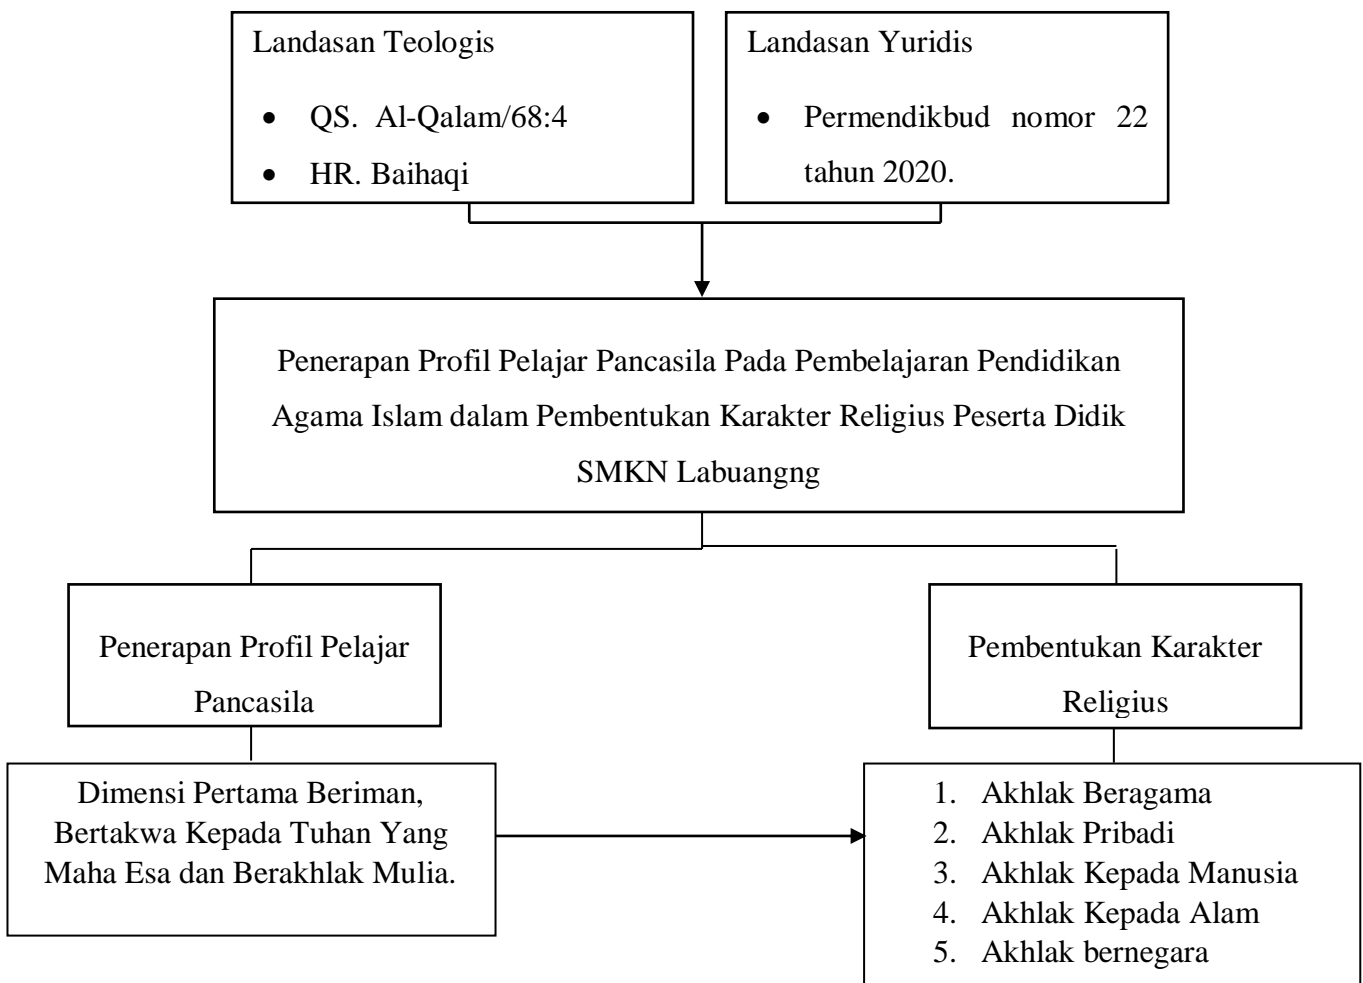 Landasan Teologis
• QS. Al-Qalam/68:4
• HR. Baihaqi
Landasan Yuridis
• Permendikbud nomor 22
tahun 2020.
Penerapan Profil Pelajar Pancasila Pada Pembelajaran Pendidikan
Agama Islam dalam Pembentukan Karakter Religius Peserta Didik
SMKN Labuangng
Penerapan Profil Pelajar
Pancasila
Pembentukan Karakter
Religius
Dimensi Pertama Beriman,
Bertakwa Kepada Tuhan Yang
Maha Esa dan Berakhlak Mulia.
1. Akhlak Beragama
2. Akhlak Pribadi
3. Akhlak Kepada Manusia
4. Akhlak Kepada Alam
5. Akhlak bernegara